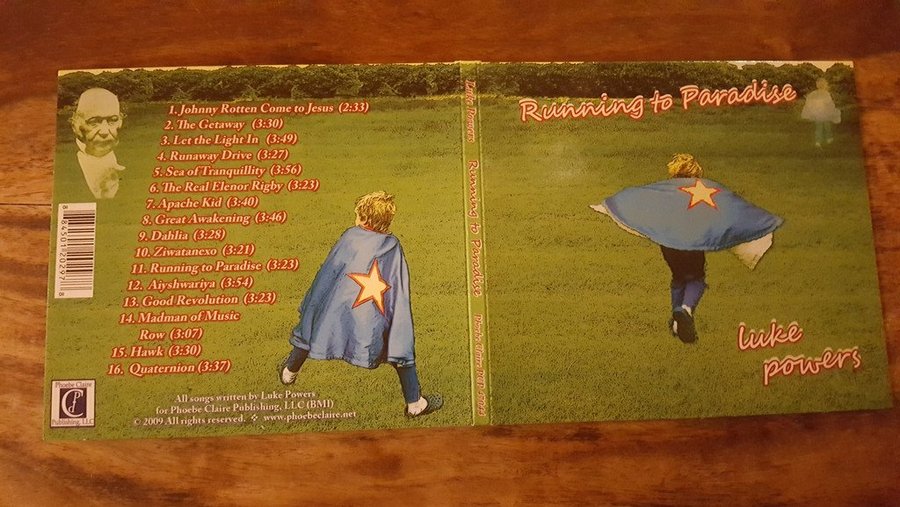 1. Johnny Rotten Come to Jesus (2:33)
2. The Getaway (3:30)
3. Let the Light In (3:49)
4. Runaway Drive (3:27)
5. Sea of Tranquillity (3:56)
6. The Real Elenor Rigby (3:23)
7. Apache Kid (3:40)
8. Great Awakening (3:46)
9. Dahlia (3:28)
10. Ziwatanexo (3:21)
11. Running to Paradise (3:23)
12. Aiyshwariya (3:54)
13. Good Revolution (3:23)
14. Madman of Music
Row (3:07)
15. Hawk (3:30)
16. Quaternion (3:37)
All songs written by Luke Powers
for Phoebe Claire Publishing, LLC (BMI)
© 2009 All rights reserved. ❖ www.phoebeclaire.net
Phoebe Claire
Publishing, LLC
8 84501 20297 8
Luke Powers Running to Paradise
Running to Paradise
luke
powers